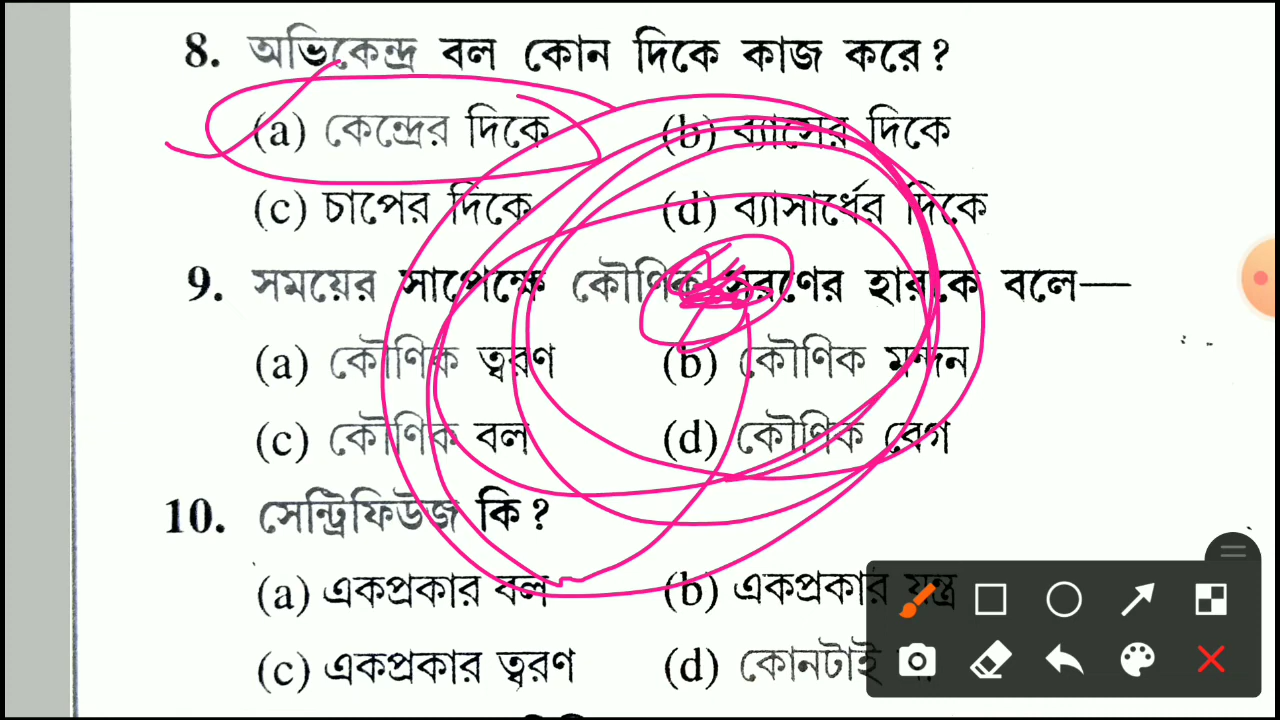 8. অভিকেন্দ্র বল কোন দিকে কাজ করে?
(a) কেন্দ্রের দিকে (b) ব্যাসের দিকে
(c) চাপের দিকে (d) ব্যাসার্ধের দিকে
9. সময়ের সাপেক্ষে কৌণিক সরণের হারকে বলে—
(a) কৌণিক ত্বরণ (b) কৌণিক মন্দন
(c) কৌণিক বল (d) কৌণিক বেগ
10. সেন্ট্রিফিউজ কি?
(a) একপ্রকার বল (b) একপ্রকার যন্ত্র
(c) একপ্রকার ত্বরণ (d) কোনটাই